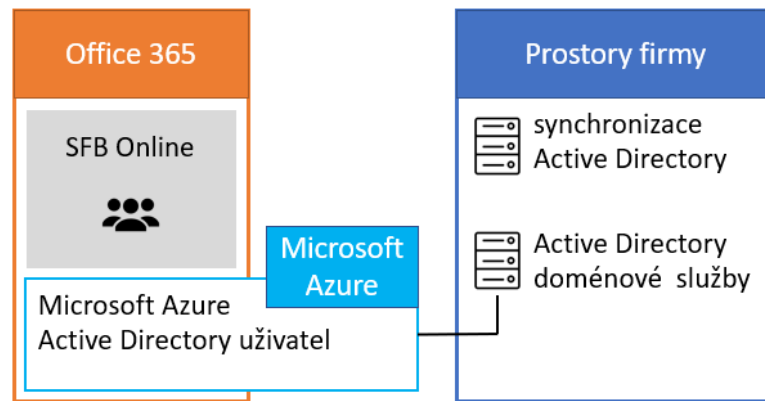 Office 365
SFB Online
Microsoft
Azure
Microsoft Azure
Active Directory uživatel
Prostory firmy
synchronizace
Active Directory
Active Directory
doménové služby